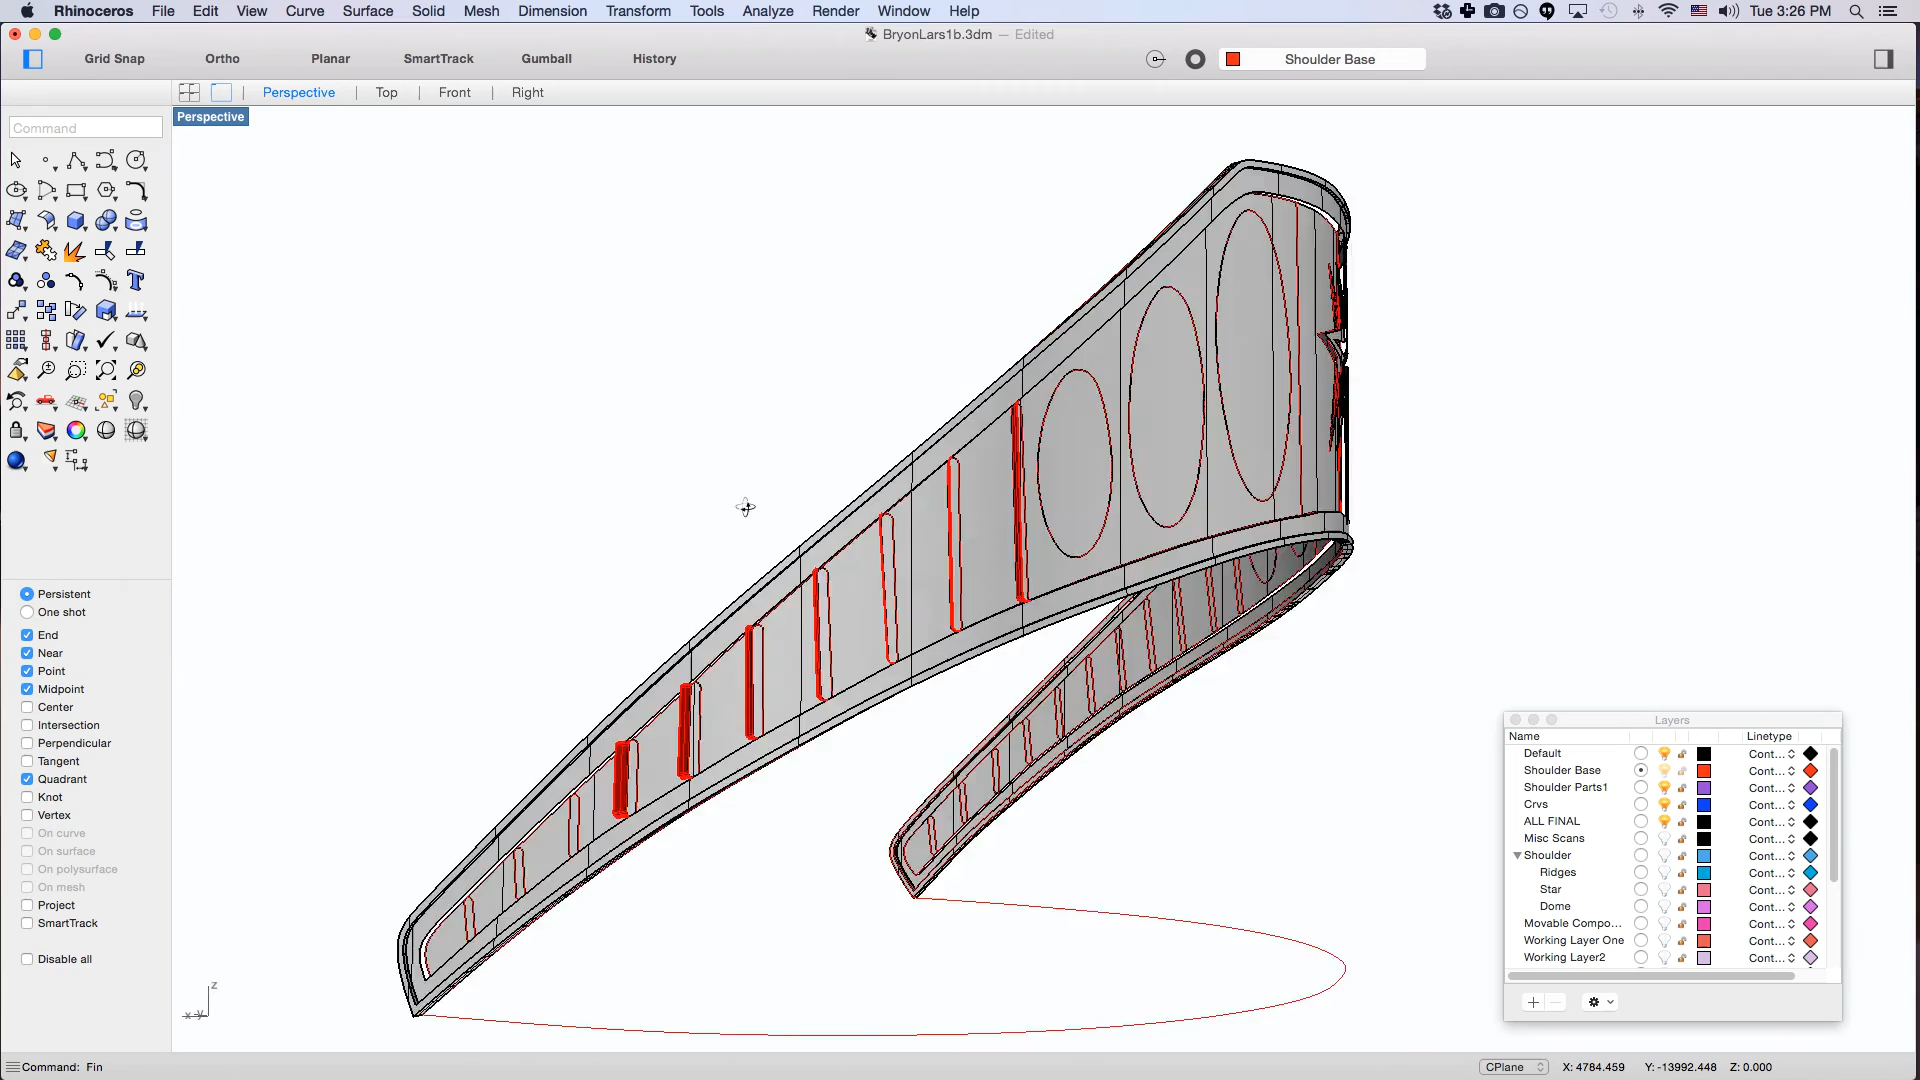 Rhinoceros File Edit View Curve Surface Solid Mesh Dimension Transform Tools Analyze Render Window Help Tue 3:26 PM
BryonLars1b.3dm — Edited
Grid Snap Ortho Planar SmartTrack Gumball History Shoulder Base
Perspective Top Front Right
Perspective
Command
Persistent
One shot
End
Near
Point
Midpoint
Center
Intersection
Perpendicular
Tangent
Quadrant
Knot
Vertex
On curve
On surface
On polysurface
On mesh
Project
SmartTrack
Disable all
z
x y
Layers
Name Linetype
Default Cont...
Shoulder Base Cont...
Shoulder Parts1 Cont...
Crvs Cont...
ALL FINAL Cont...
Misc Scans Cont...
Shoulder Cont...
Ridges Cont...
Star Cont...
Dome Cont...
Movable Compo... Cont...
Working Layer One Cont...
Working Layer2 Cont...
Command: Fin CPlane X: 4784.459 Y: -13992.448 Z: 0.000